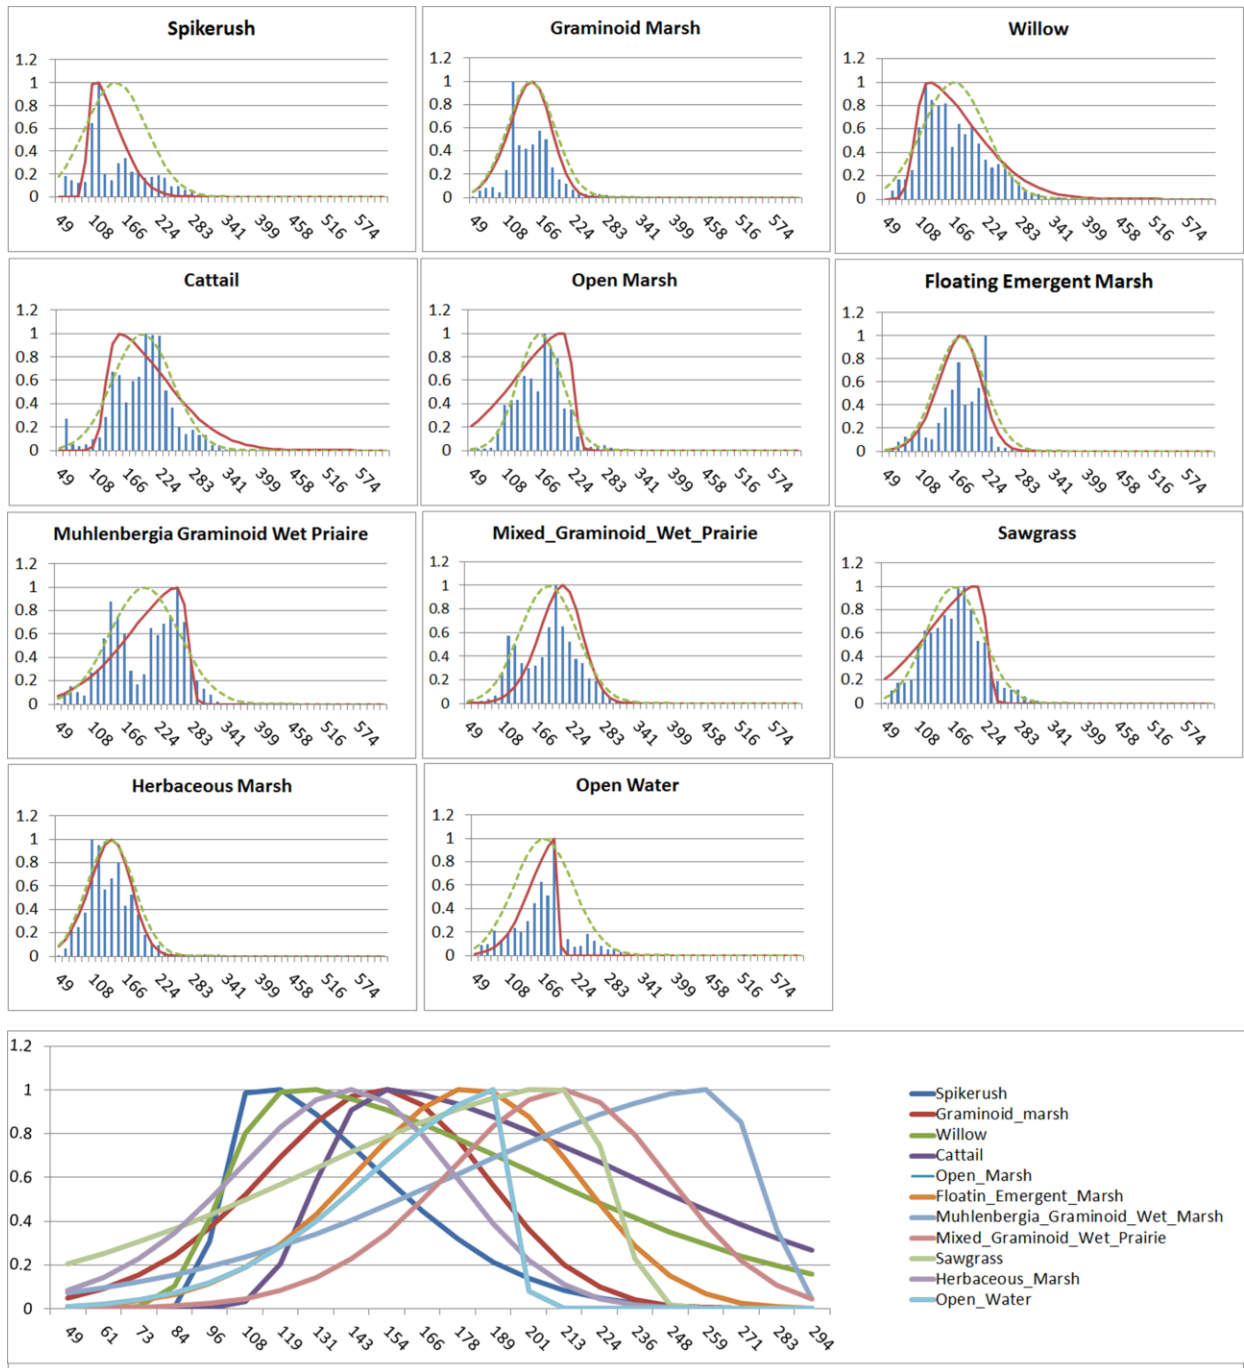 Spikerush
1.2
1
0.8
0.6
0.4
0.2
0
49 108 166 224 283 341 399 458 516 574
Graminoid Marsh
1.2
1
0.8
0.6
0.4
0.2
0
49 108 166 224 283 341 399 458 516 574
Willow
1.2
1
0.8
0.6
0.4
0.2
0
49 108 166 224 283 341 399 458 516 574
Cattail
1.2
1
0.8
0.6
0.4
0.2
0
49 108 166 224 283 341 399 458 516 574
Open Marsh
1.2
1
0.8
0.6
0.4
0.2
0
49 108 166 224 283 341 399 458 516 574
Floating Emergent Marsh
1.2
1
0.8
0.6
0.4
0.2
0
49 108 166 224 283 341 399 458 516 574
Muhlenbergia Graminoid Wet Priaire
1.2
1
0.8
0.6
0.4
0.2
0
49 108 166 224 283 341 399 458 516 574
Mixed_Graminoid_Wet_Prairie
1.2
1
0.8
0.6
0.4
0.2
0
49 108 166 224 283 341 399 458 516 574
Sawgrass
1.2
1
0.8
0.6
0.4
0.2
0
49 108 166 224 283 341 399 458 516 574
Herbaceous Marsh
1.2
1
0.8
0.6
0.4
0.2
0
49 108 166 224 283 341 399 458 516 574
Open Water
1.2
1
0.8
0.6
0.4
0.2
0
49 108 166 224 283 341 399 458 516 574
1.2
1
0.8
0.6
0.4
0.2
0
49 61 73 84 96 108 119 131 143 154 166 178 189 201 213 224 236 248 259 271 283 294
Spikerush
Graminoid_marsh
Willow
Cattail
Open_Marsh
Floatin_Emergent_Marsh
Muhlenbergia_Graminoid_Wet_Marsh
Mixed_Graminoid_Wet_Prairie
Sawgrass
Herbaceous_Marsh
Open_Water